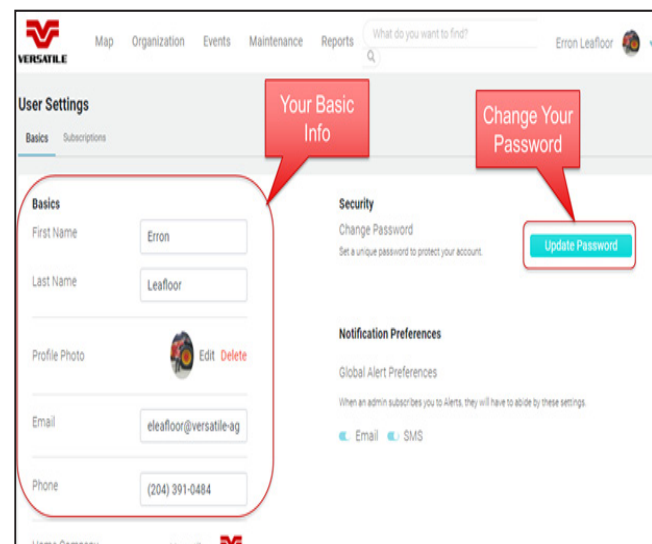 VERSATILE
Map Organization Events Maintenance Reports
What do you want to find?
Erron Leafloor
User Settings
Basics Subscriptions
Your Basic
Info
Change Your
Password
Basics
First Name Erron
Last Name Leafloor
Profile Photo Edit Delete
Email eleafloor@versatile-ag
Phone (204) 391-0484
Security
Change Password
Set a unique password to protect your account.
Update Password
Notification Preferences
Global Alert Preferences
When an admin subscribes you to Alerts, they will have to abide by these settings.
Email SMS
Home Company